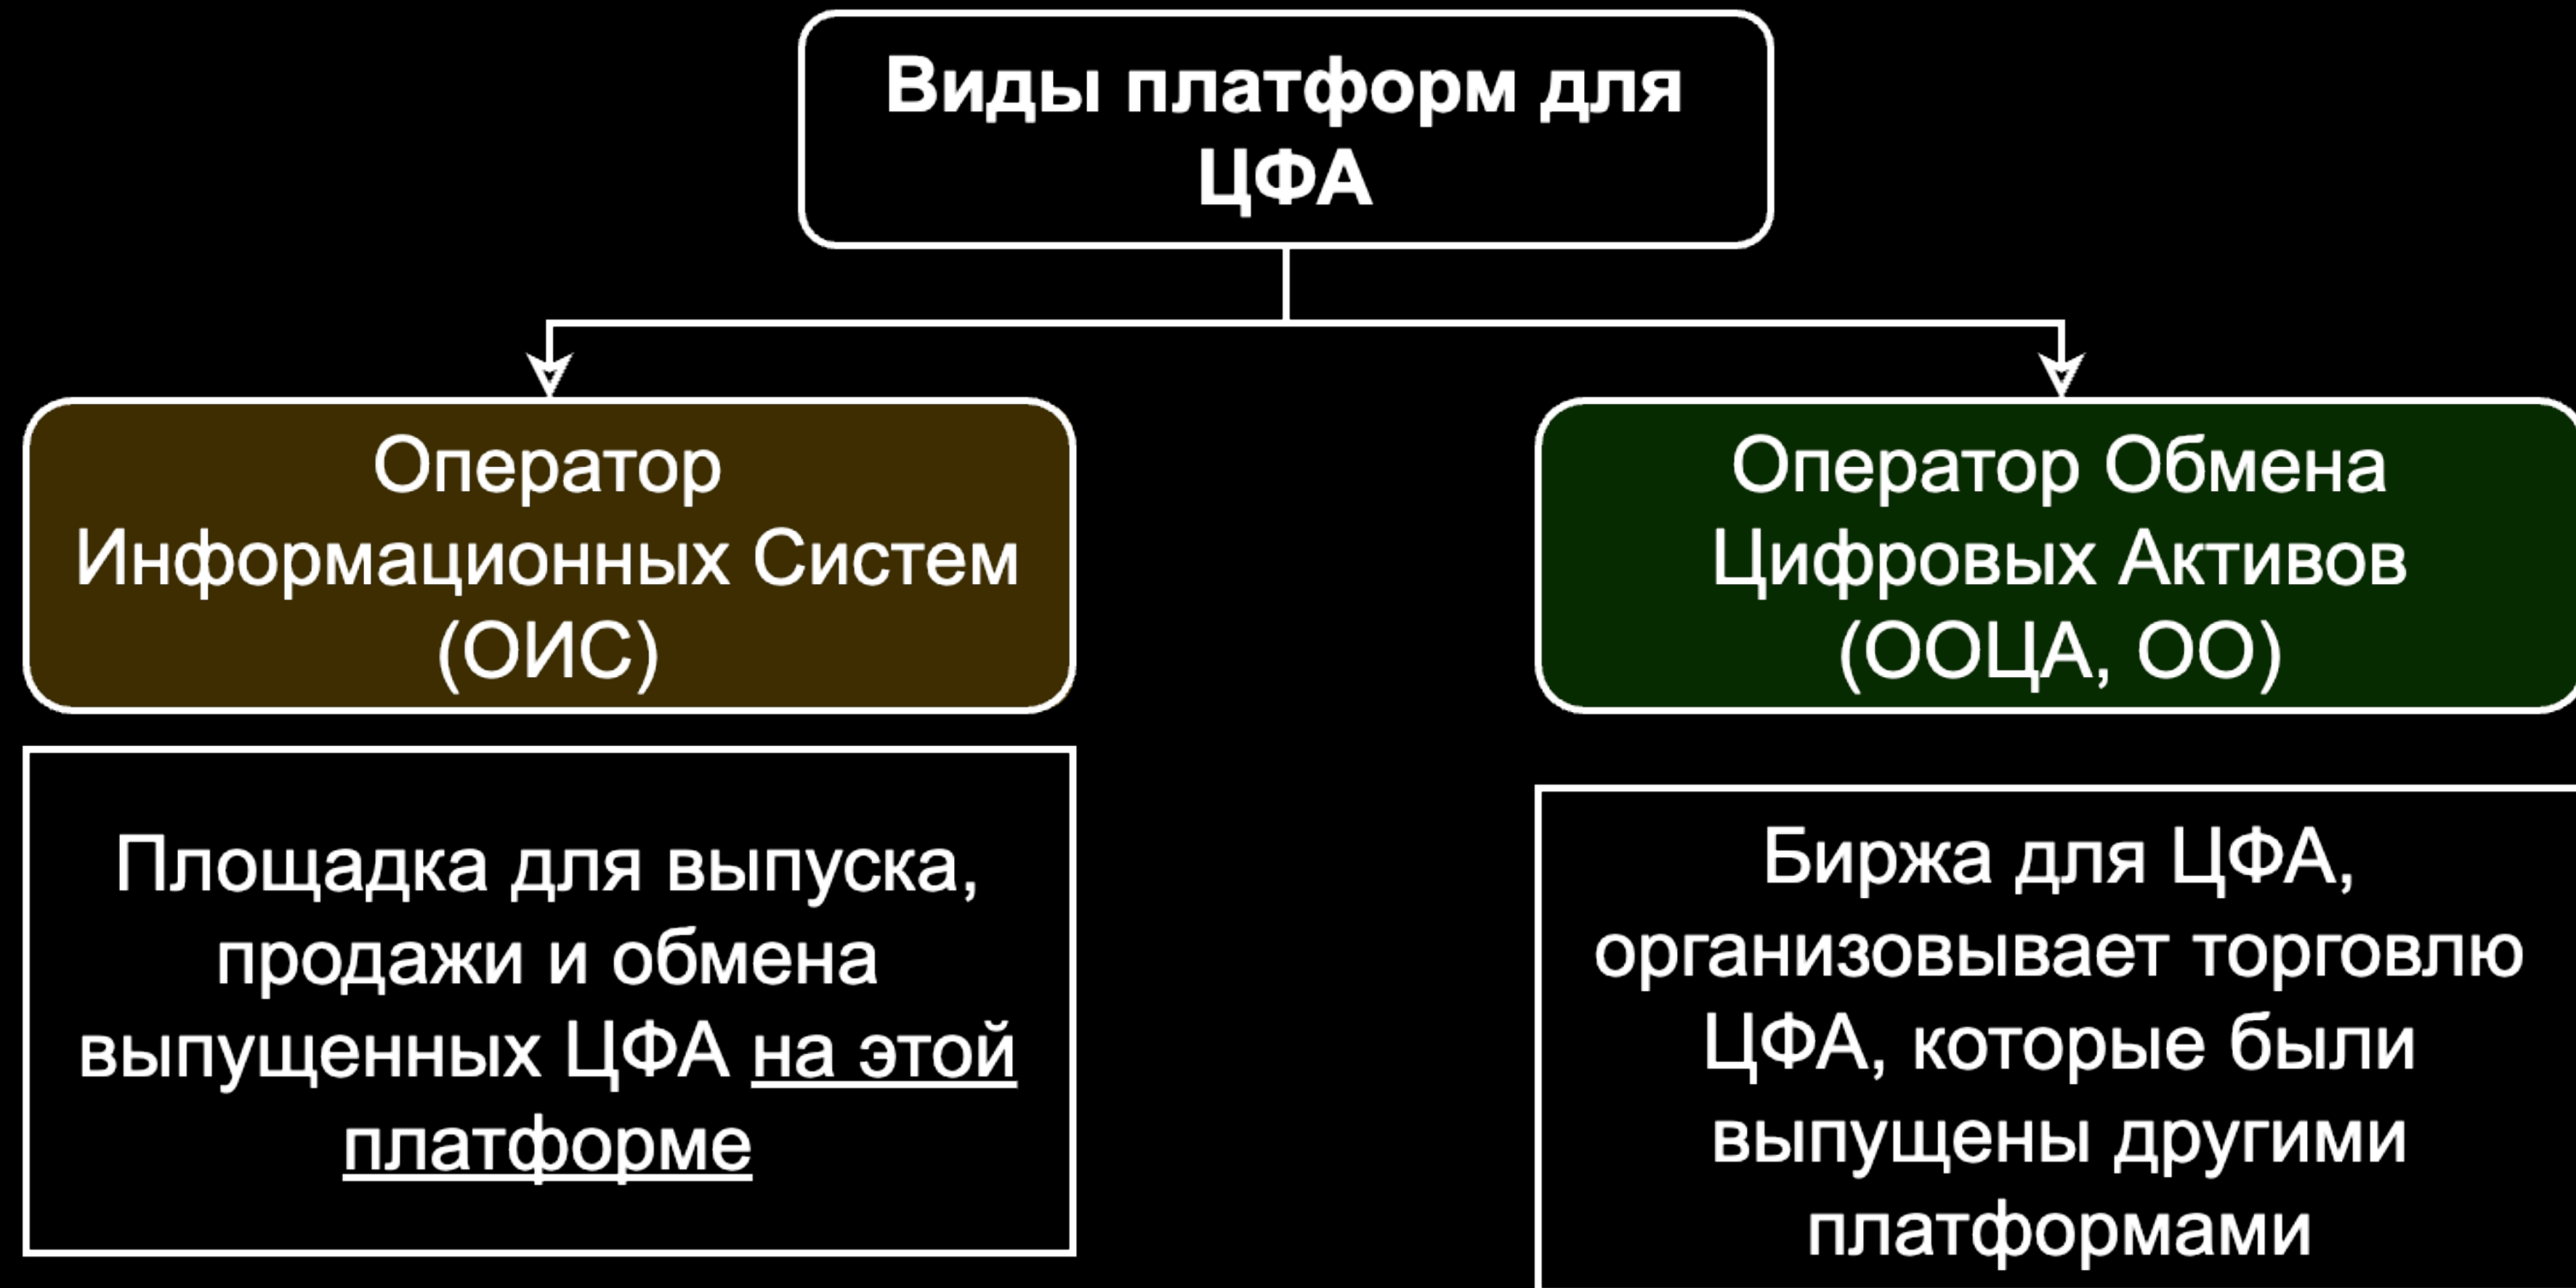 Виды платформ для
ЦФА
Оператор
Информационных Систем
(ОИС)
Площадка для выпуска,
продажи и обмена
выпущенных ЦФА на этой
платформе
Оператор Обмена
Цифровых Активов
(ООЦА, ОО)
Биржа для ЦФА,
организовывает торговлю
ЦФА, которые были
выпущены другими
платформами